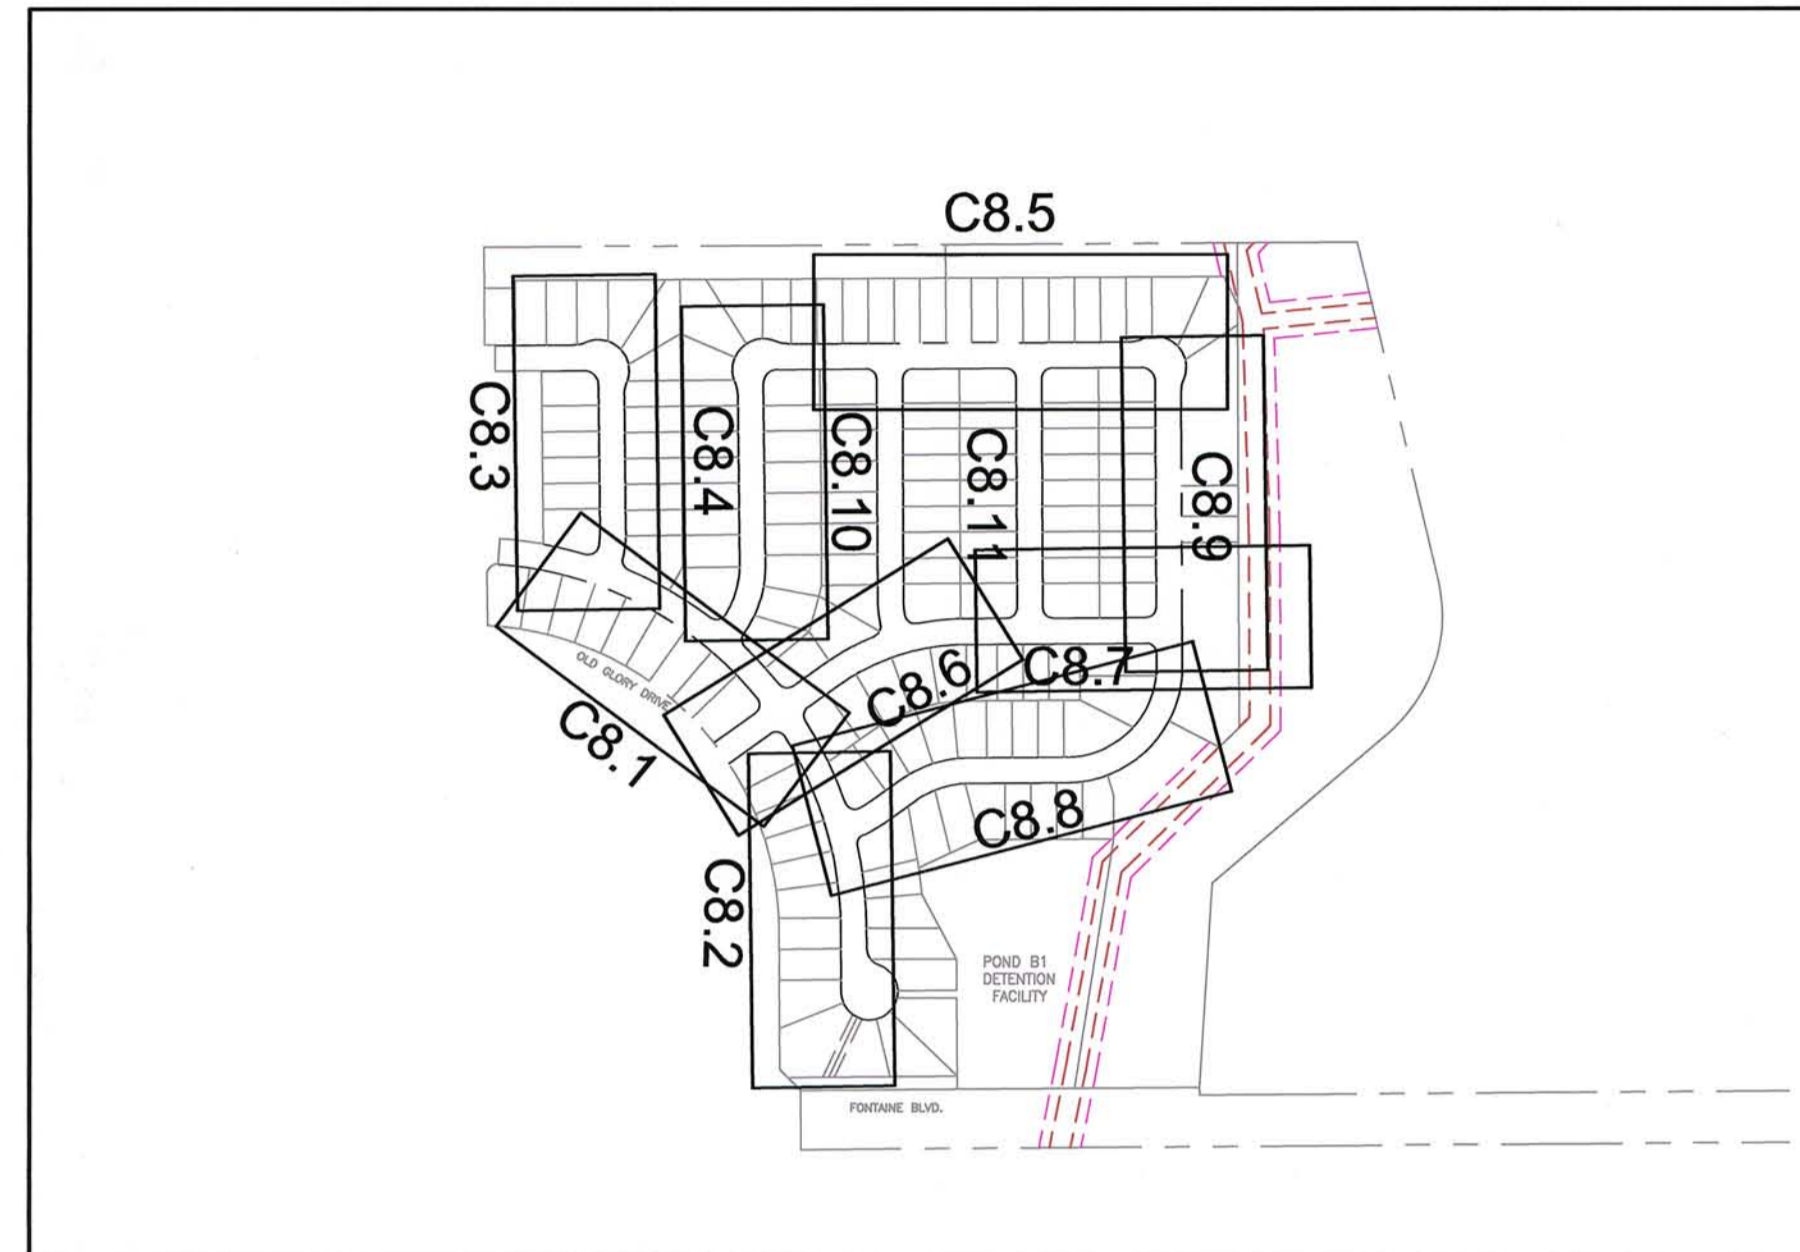 C8.5
C8.3
C8.4
C8.10
C8.11
C8.9
C8.7
C8.6
OLD GLORY DRIVE
C8.1
C8.8
C8.2
POND B1
DETENTION
FACILITY
FONTAINE BLVD.